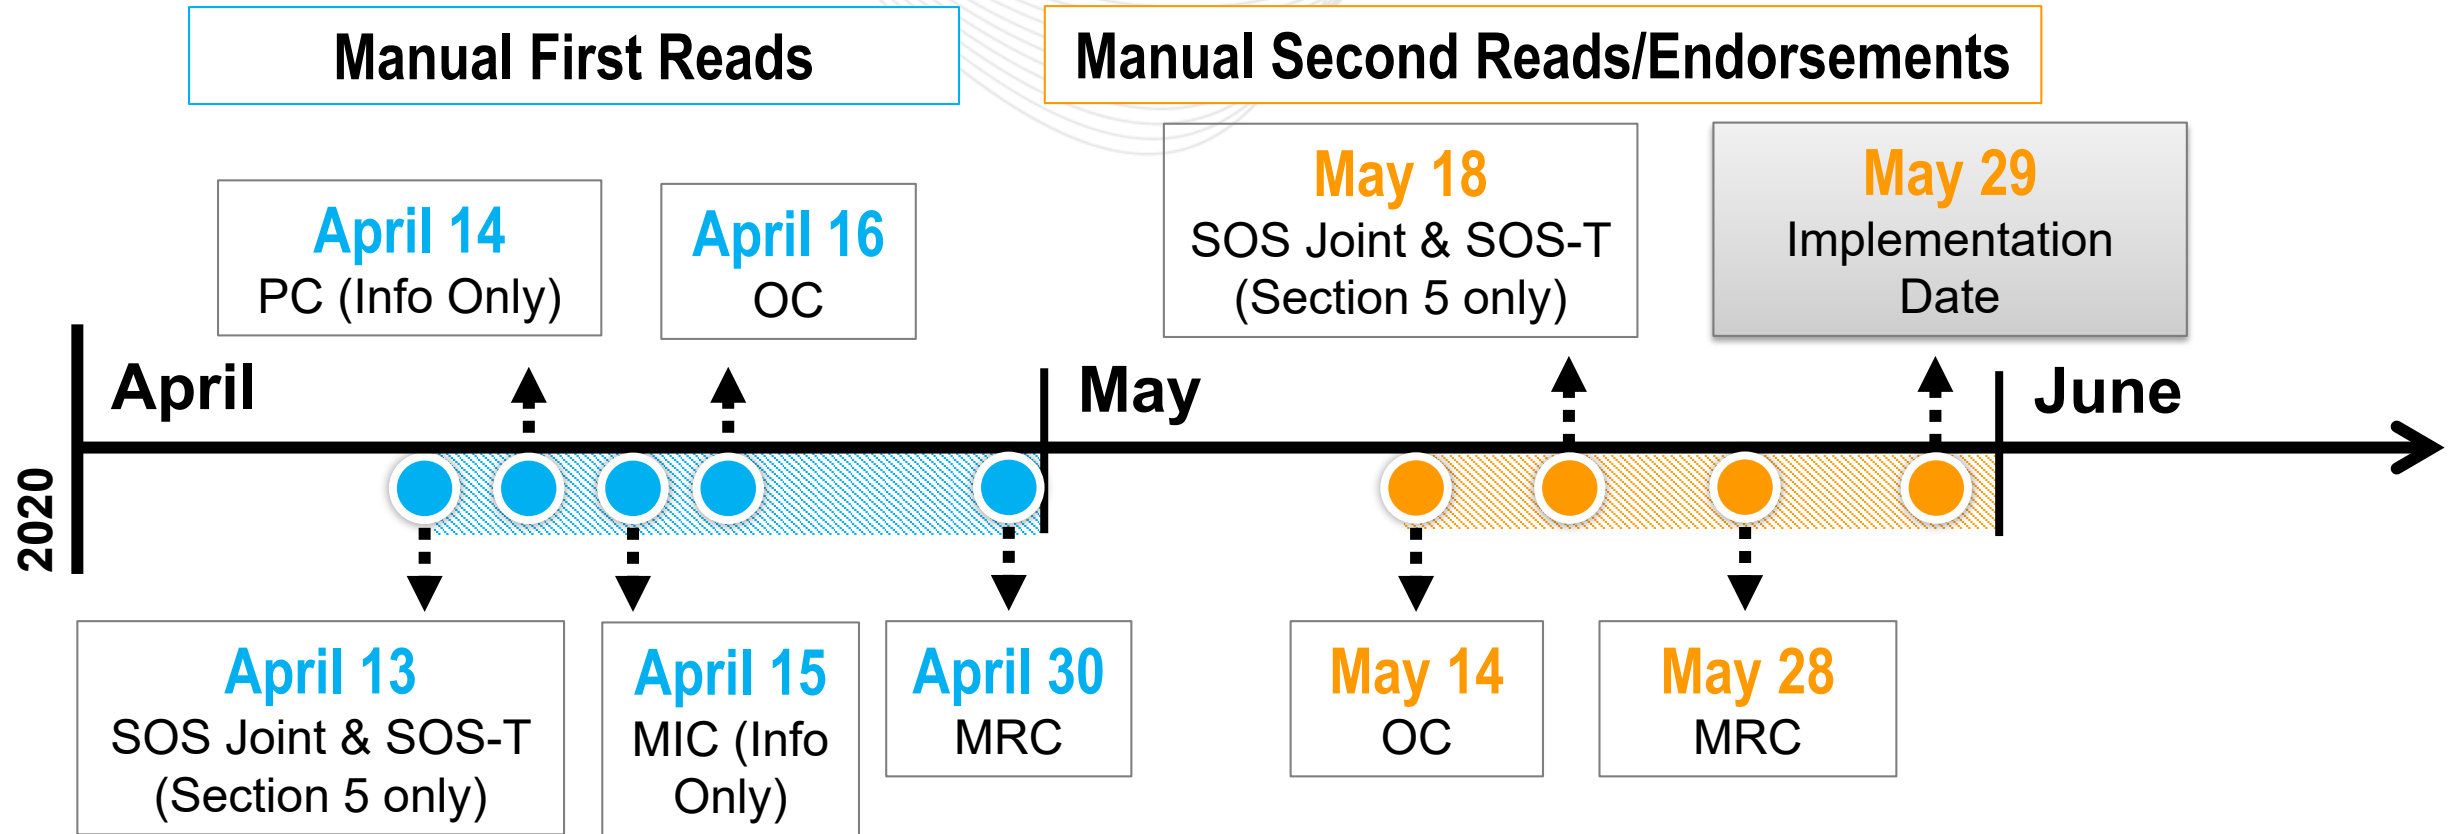 Manual First Reads
Manual Second Reads/Endorsements
April 14
PC (Info Only)
April 16
OC
May 18
SOS Joint & SOS-T
(Section 5 only)
May 29
Implementation
Date
April
May
June
2020
April 13
SOS Joint & SOS-T
(Section 5 only)
April 15
MIC (Info
Only)
April 30
MRC
May 14
OC
May 28
MRC